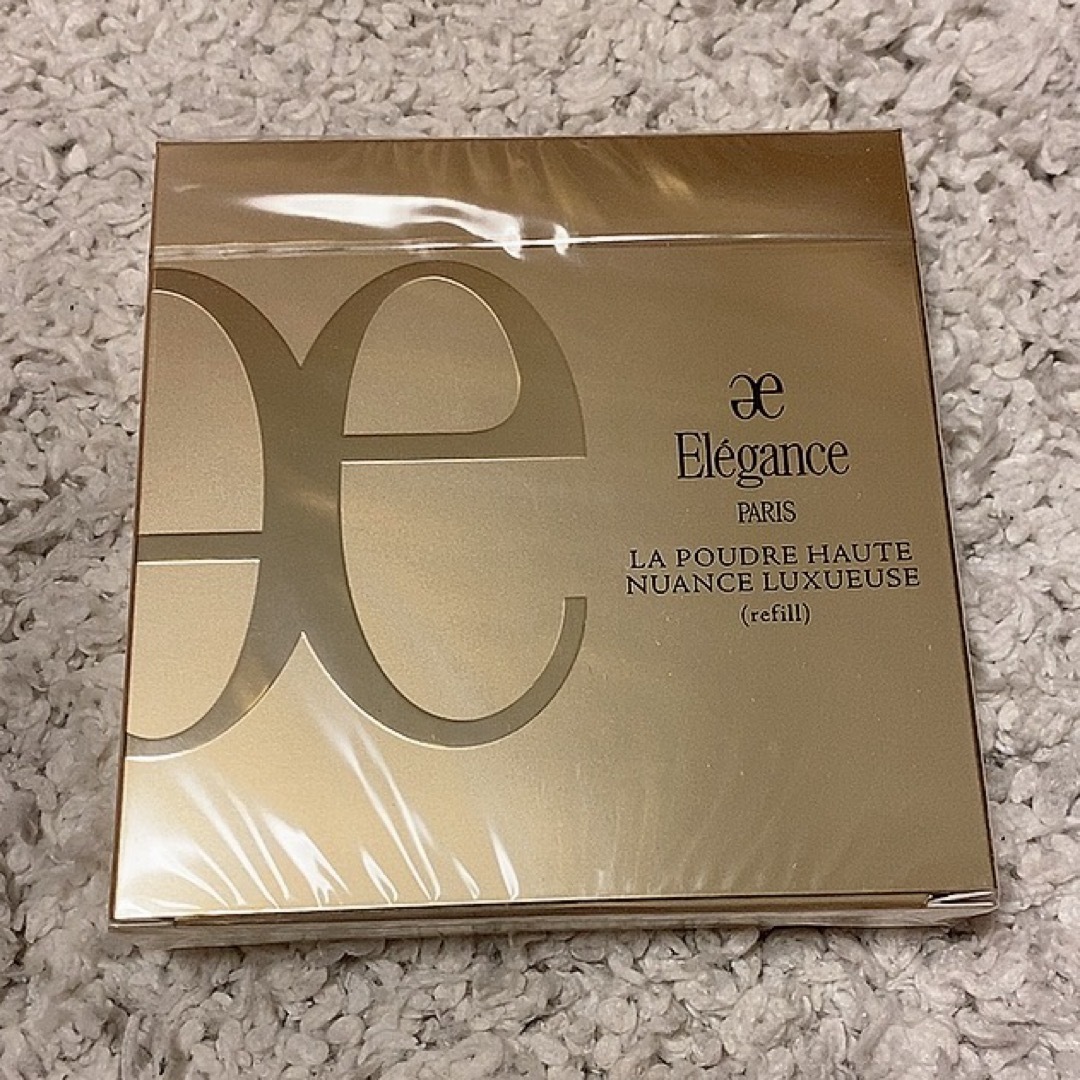 Elégance
PARIS
LA POUDRE HAUTE
NUANCE LUXUEUSE
(refill)